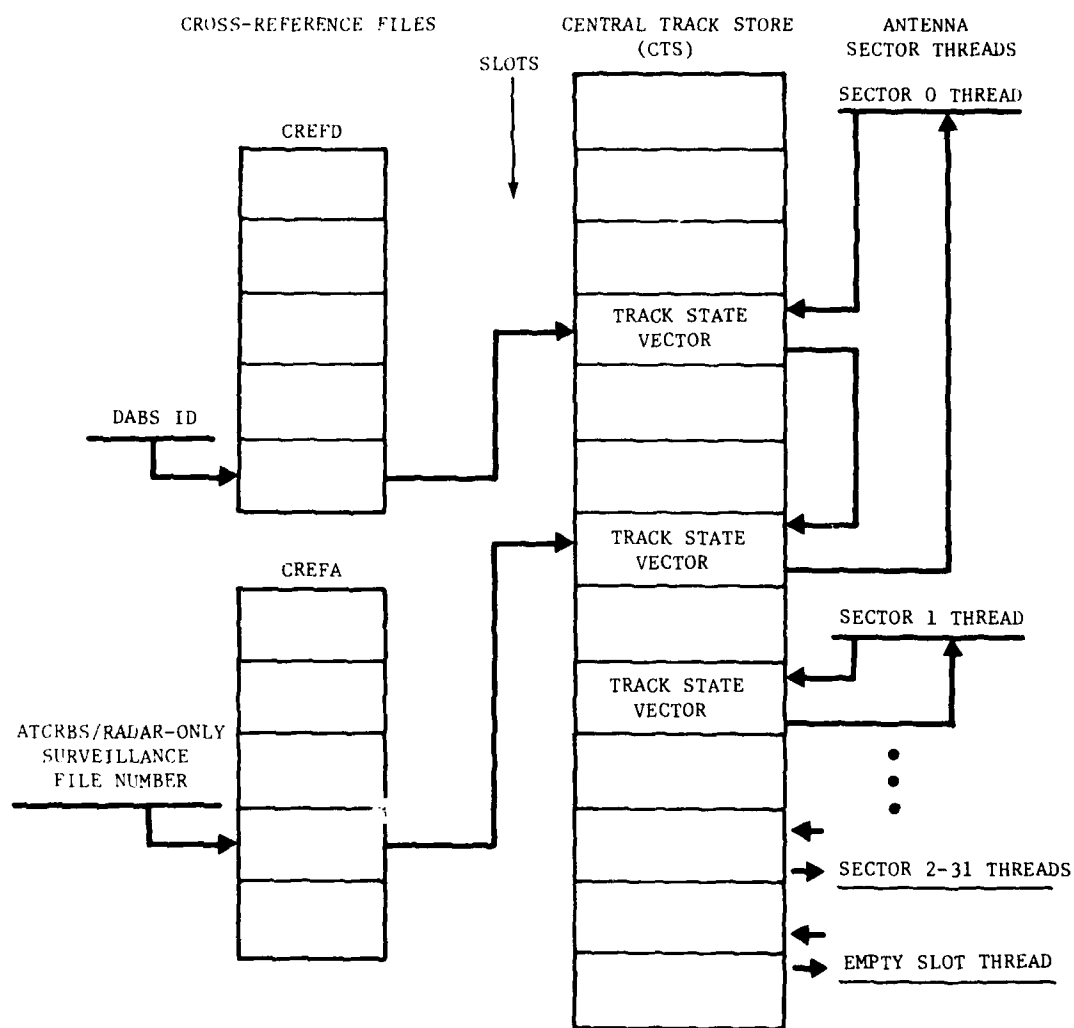 CROSS-REFERENCE FILES
CENTRAL TRACK STORE
(CTS)
ANTENNA
SECTOR THREADS
SLOTS
SECTOR 0 THREAD
CREFD
TRACK STATE
VECTOR
DABS ID
TRACK STATE
VECTOR
CREFA
SECTOR 1 THREAD
TRACK STATE
VECTOR
ATCRBS/RADAR-ONLY
SURVEILLANCE
FILE NUMBER
SECTOR 2-31 THREADS
EMPTY SLOT THREAD